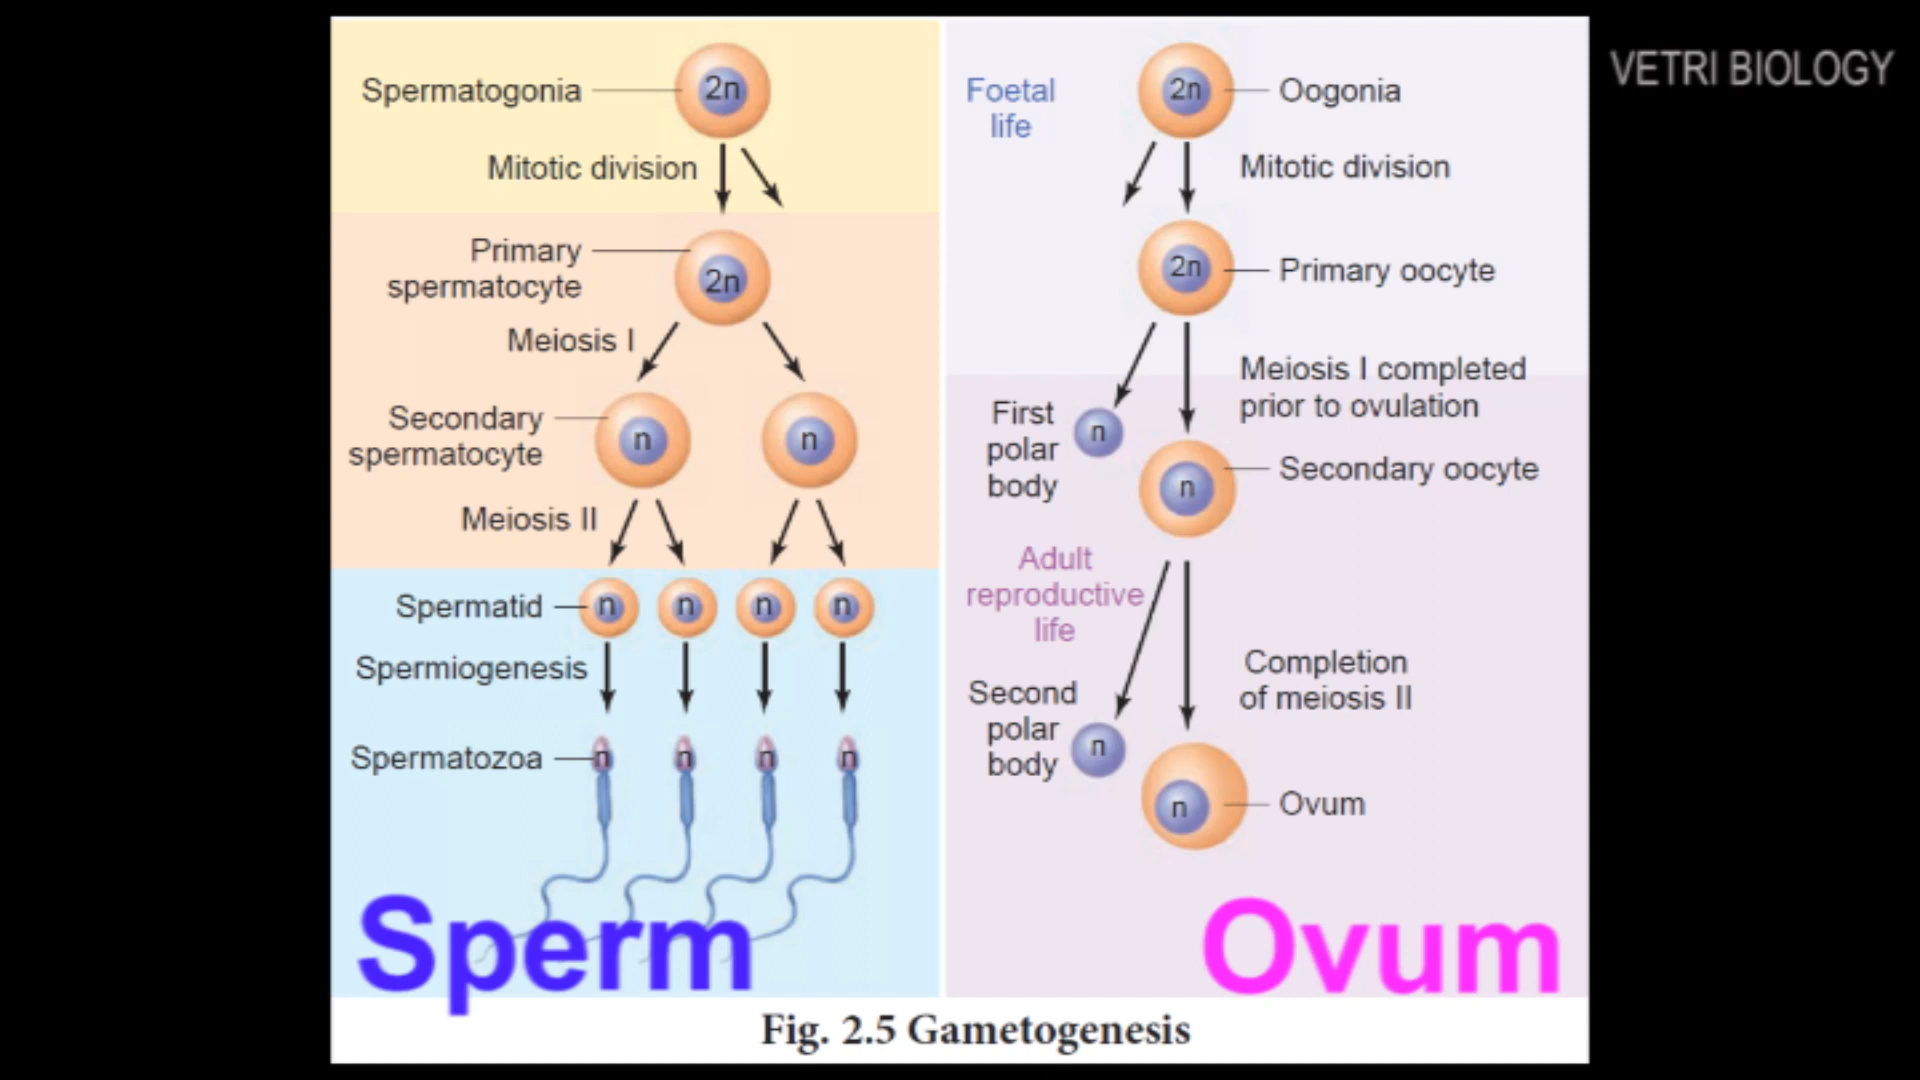 VETRI BIOLOGY
Spermatogonia
2n
Mitotic division
Primary
spermatocyte
2n
Meiosis I
Secondary
spermatocyte
n
n
Meiosis II
Spermatid
n
n
n
n
Spermiogenesis
Spermatozoa
n
n
n
n
Sperm
Foetal
life
2n
Oogonia
Mitotic division
2n
Primary oocyte
Meiosis I completed
prior to ovulation
First
polar
body
n
n
Secondary oocyte
Adult
reproductive
life
Completion
of meiosis II
Second
polar
body
n
n
Ovum
Ovum
Fig. 2.5 Gametogenesis